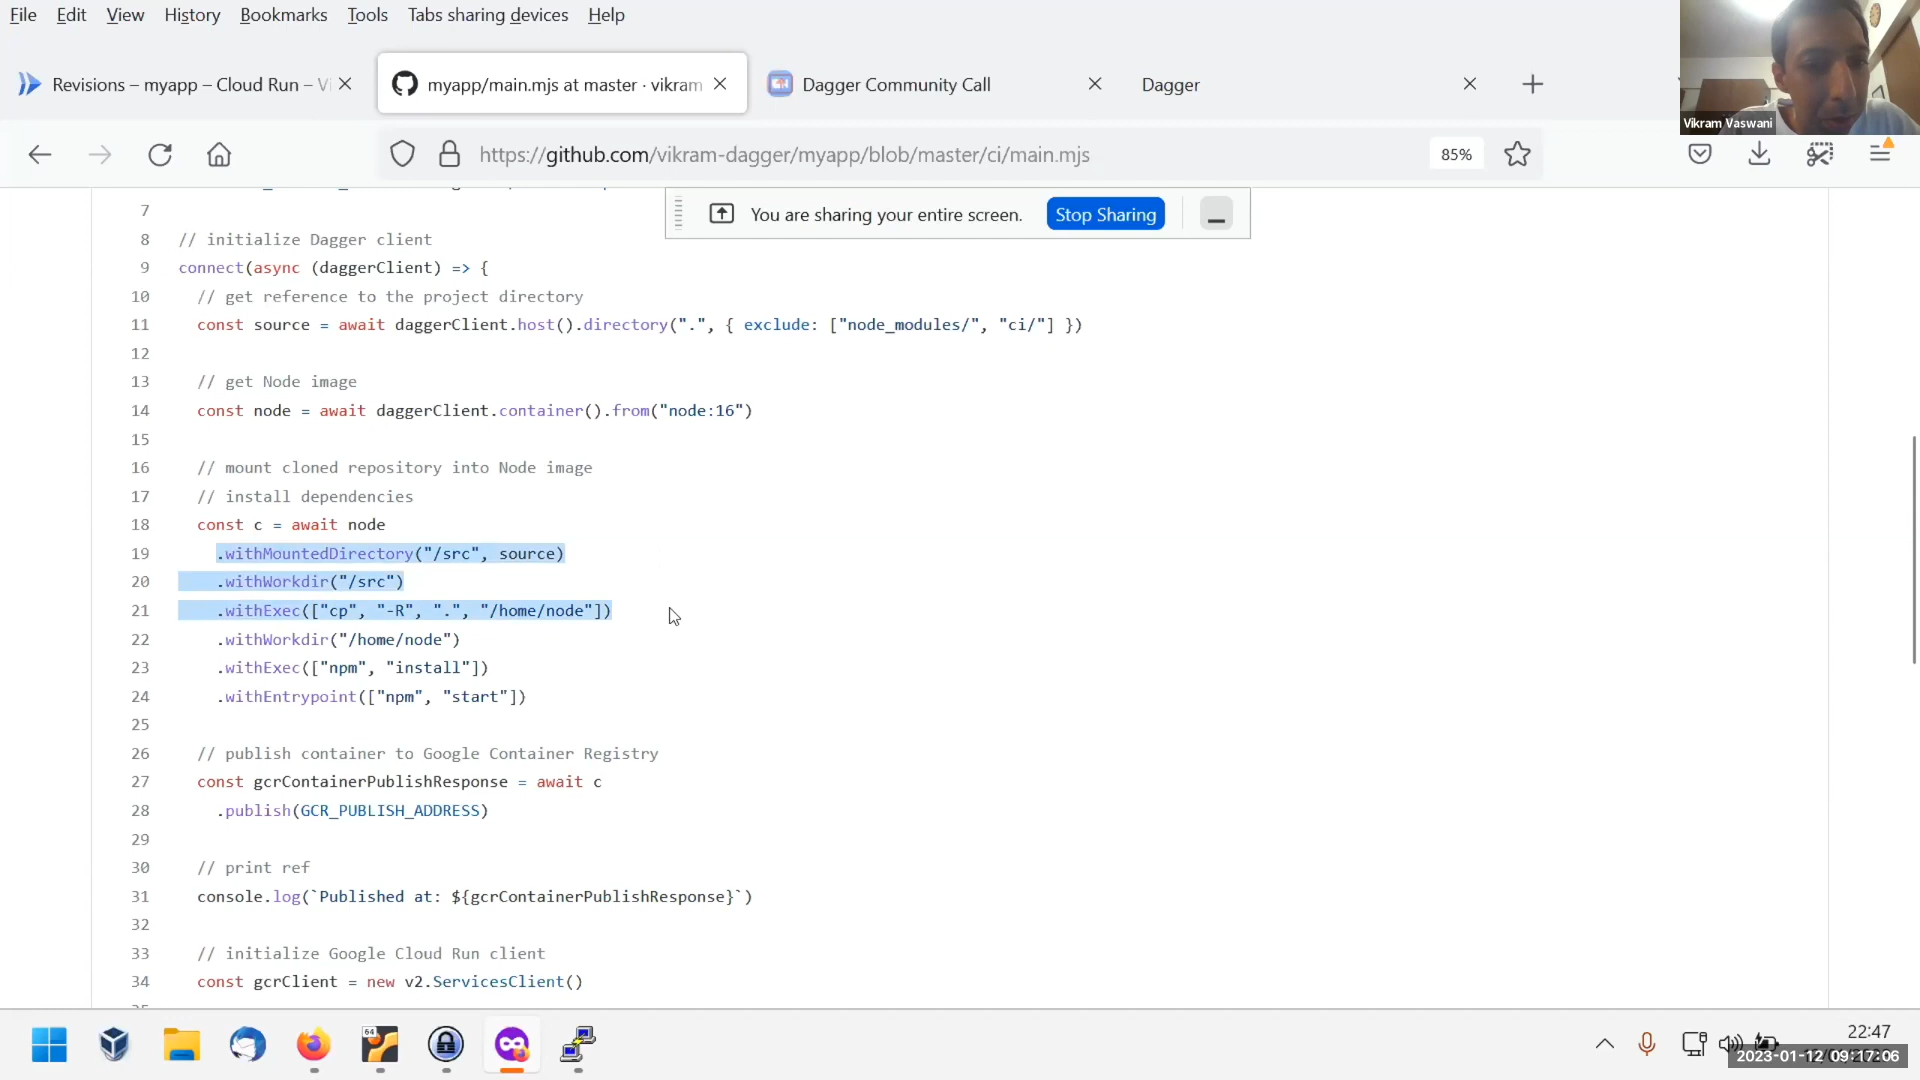 File Edit View History Bookmarks Tools Tabs sharing devices Help
Revisions – myapp – Cloud Run – Vi
myapp/main.mjs at master · vikram
Dagger Community Call
Dagger
Vikram Vaswani
https://github.com/vikram-dagger/myapp/blob/master/ci/main.mjs
85%
You are sharing your entire screen.
Stop Sharing
7
8 // initialize Dagger client
9 connect(async (daggerClient) => {
10 // get reference to the project directory
11 const source = await daggerClient.host().directory(".", { exclude: ["node_modules/", "ci/"] })
12
13 // get Node image
14 const node = await daggerClient.container().from("node:16")
15
16 // mount cloned repository into Node image
17 // install dependencies
18 const c = await node
19 .withMountedDirectory("/src", source)
20 .withWorkdir("/src")
21 .withExec(["cp", "-R", ".", "/home/node"])
22 .withWorkdir("/home/node")
23 .withExec(["npm", "install"])
24 .withEntrypoint(["npm", "start"])
25
26 // publish container to Google Container Registry
27 const gcrContainerPublishResponse = await c
28 .publish(GCR_PUBLISH_ADDRESS)
29
30 // print ref
31 console.log(`Published at: ${gcrContainerPublishResponse}`)
32
33 // initialize Google Cloud Run client
34 const gcrClient = new v2.ServicesClient()
64
22:47
2023-01-12 09:17:06